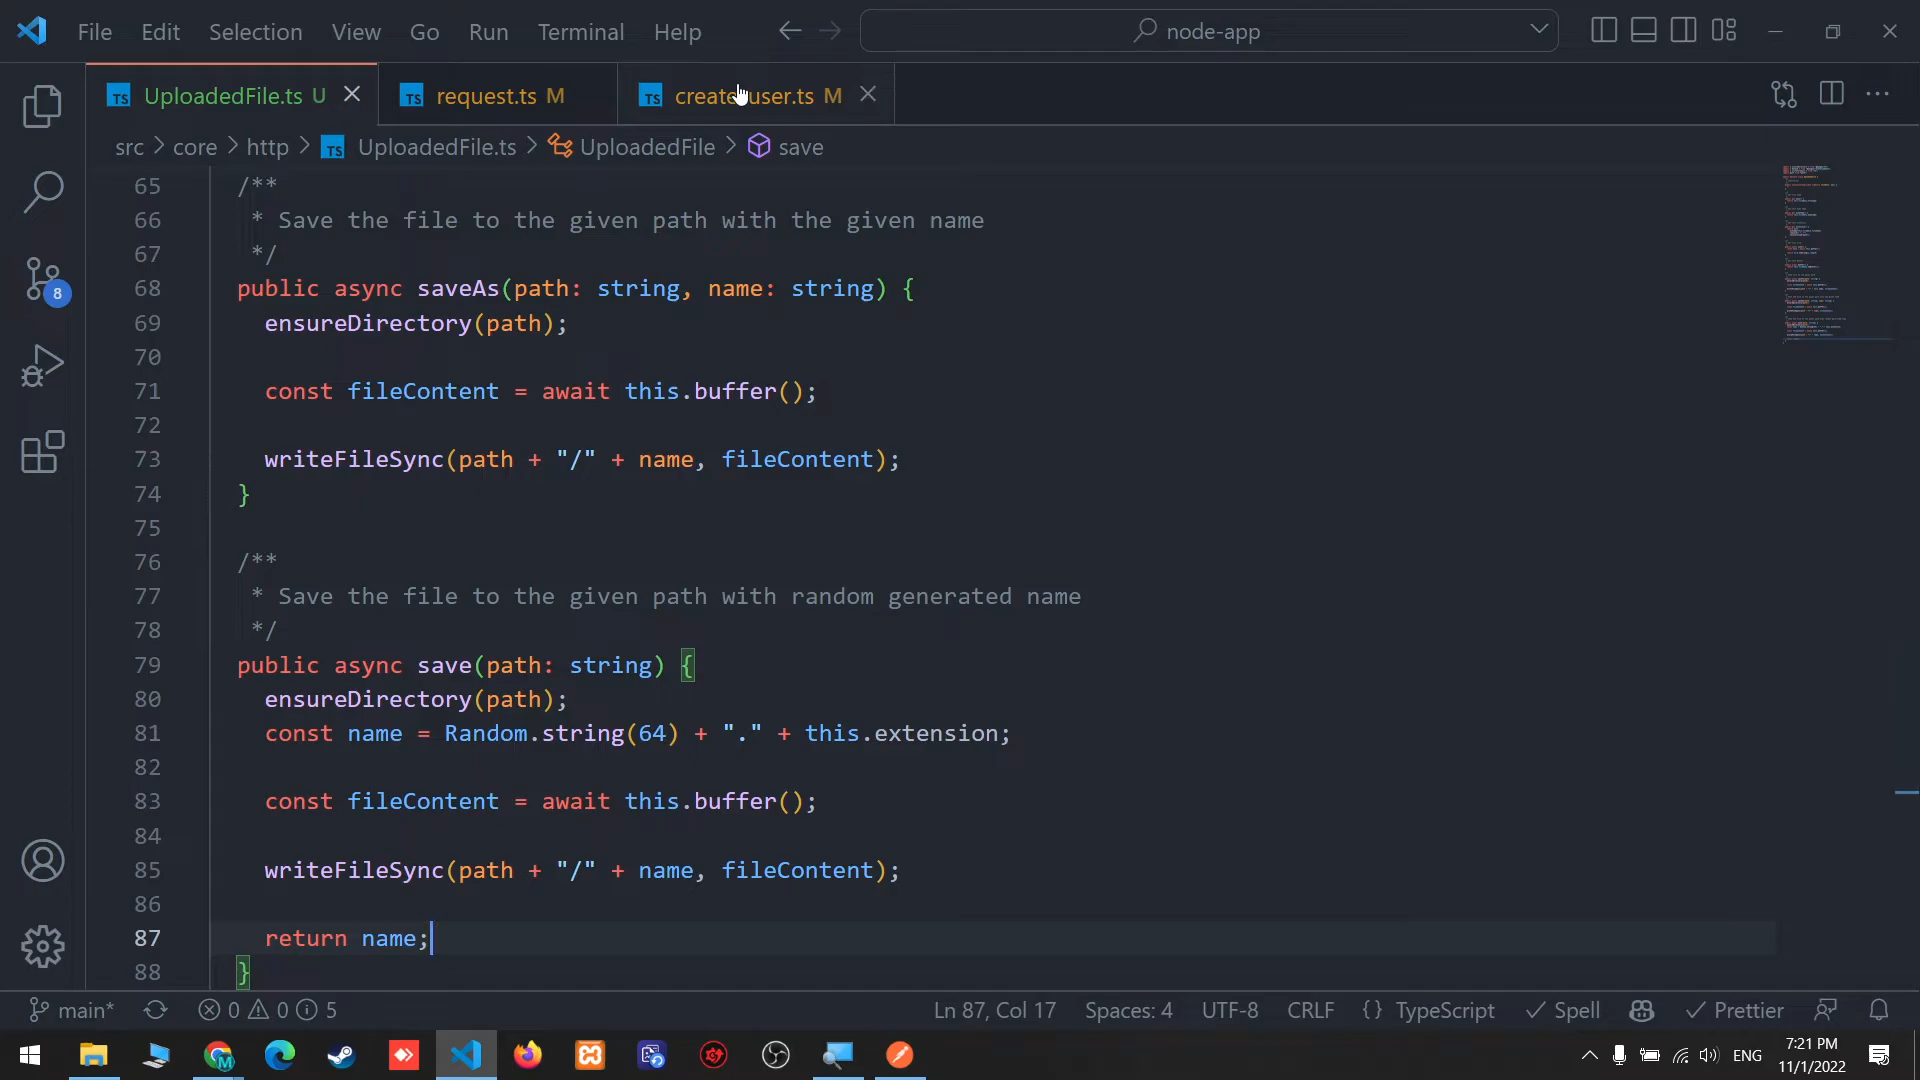 File Edit Selection View Go Run Terminal Help
node-app
TS UploadedFile.ts U
TS request.ts M
TS create-user.ts M
src > core > http > TS UploadedFile.ts > UploadedFile > save
65 /**
66 * Save the file to the given path with the given name
67 */
68 public async saveAs(path: string, name: string) {
69 ensureDirectory(path);
70
71 const fileContent = await this.buffer();
72
73 writeFileSync(path + "/" + name, fileContent);
74 }
75
76 /**
77 * Save the file to the given path with random generated name
78 */
79 public async save(path: string) {
80 ensureDirectory(path);
81 const name = Random.string(64) + "." + this.extension;
82
83 const fileContent = await this.buffer();
84
85 writeFileSync(path + "/" + name, fileContent);
86
87 return name;
88 }
8
main* 0 0 5 Ln 87, Col 17 Spaces: 4 UTF-8 CRLF {} TypeScript Spell Prettier
ENG
7:21 PM
11/1/2022